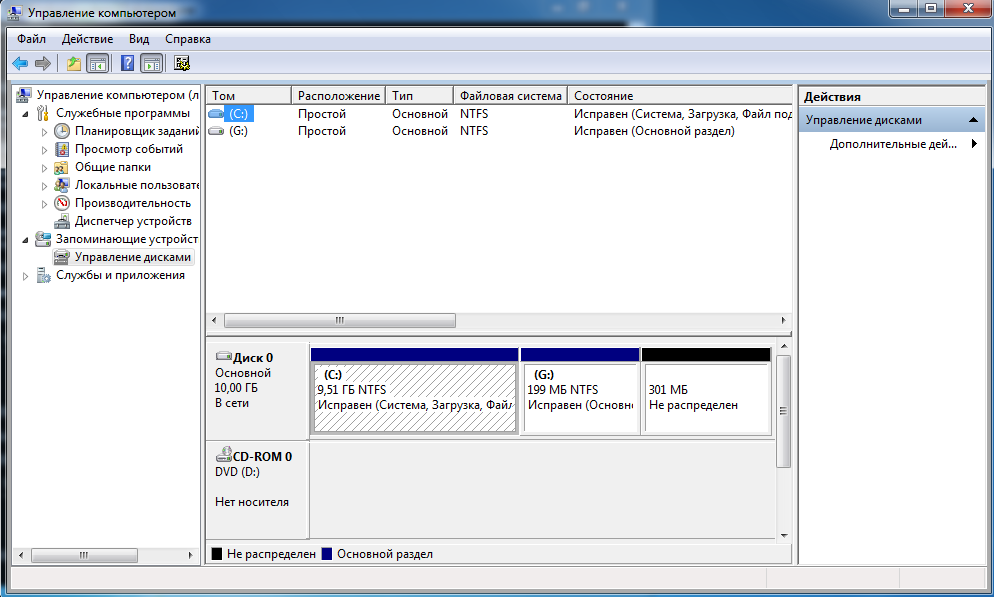 Управление компьютером
Файл Действие Вид Справка
Управление компьютером (л
Служебные программы
Планировщик заданий
Просмотр событий
Общие папки
Локальные пользовате
Производительность
Диспетчер устройств
Запоминающие устройст
Управление дисками
Службы и приложения
Том Расположение Тип Файловая система Состояние
(C:) Простой Основной NTFS Исправен (Система, Загрузка, Файл под
(G:) Простой Основной NTFS Исправен (Основной раздел)
Диск 0
Основной
10,00 ГБ
В сети
(C:)
9,51 ГБ NTFS
Исправен (Система, Загрузка, Файл
(G:)
199 МБ NTFS
Исправен (Основн
301 МБ
Не распределен
CD-ROM 0
DVD (D:)
Нет носителя
Не распределен Основной раздел
Действия
Управление дисками
Дополнительные дей...